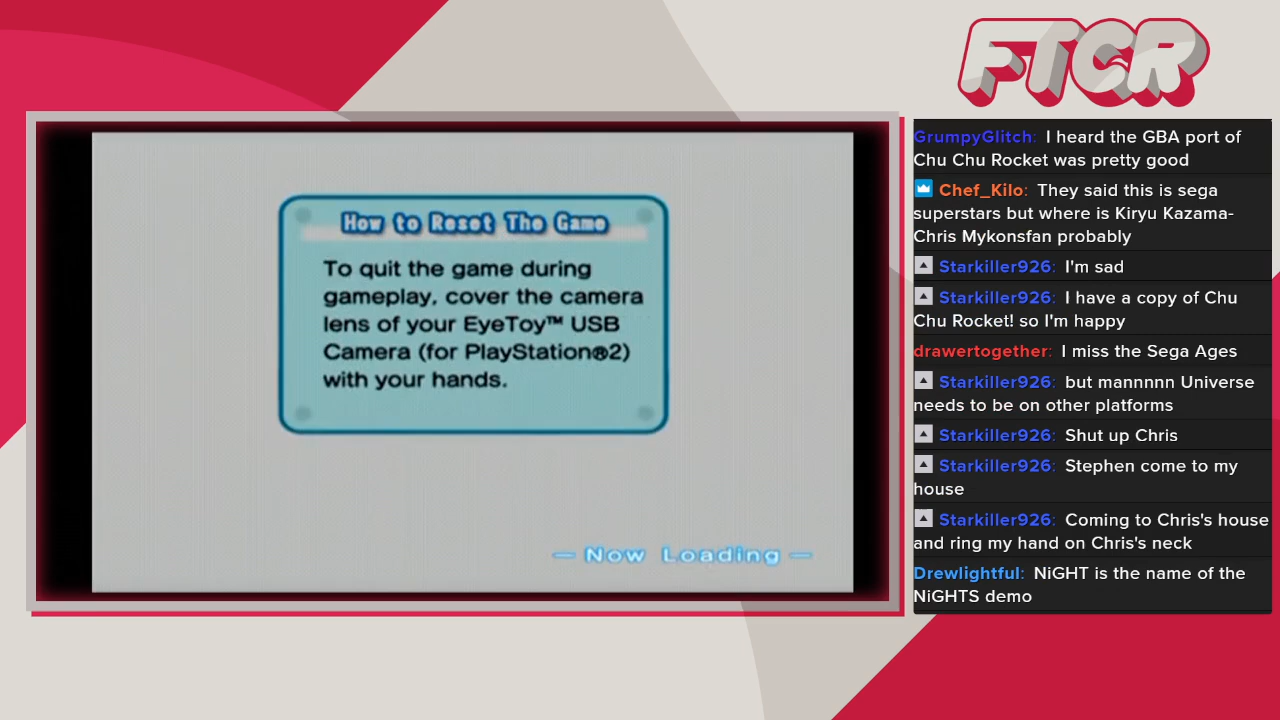 FTCR
How to Reset The Game
To quit the game during
gameplay, cover the camera
lens of your EyeToy™ USB
Camera (for PlayStation®2)
with your hands.
— Now Loading —
GrumpyGlitch: I heard the GBA port of
Chu Chu Rocket was pretty good
Chef_Kilo: They said this is sega
superstars but where is Kiryu Kazama-
Chris Mykonsfan probably
Starkiller926: I'm sad
Starkiller926: I have a copy of Chu
Chu Rocket! so I'm happy
drawertogether: I miss the Sega Ages
Starkiller926: but mannnnn Universe
needs to be on other platforms
Starkiller926: Shut up Chris
Starkiller926: Stephen come to my
house
Starkiller926: Coming to Chris's house
and ring my hand on Chris's neck
Drewlightful: NiGHT is the name of the
NiGHTS demo